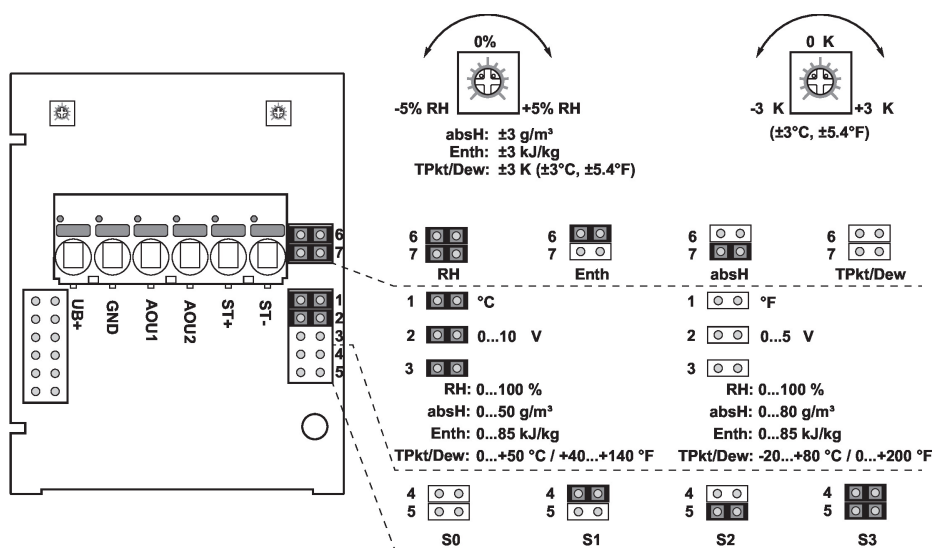 0%
-5% RH +5% RH
absH: ±3 g/m³
Enth: ±3 kJ/kg
TPkt/Dew: ±3 K (±3°C, ±5.4°F)
0 K
-3 K +3 K
(±3°C, ±5.4°F)
6
7
1
2
3
4
5
UB+
GND
AOU1
AOU2
ST+
ST-
6
7
RH
6
7
Enth
6
7
absH
6
7
TPkt/Dew
1 °C
2 0...10 V
3
RH: 0...100 %
absH: 0...50 g/m³
Enth: 0...85 kJ/kg
TPkt/Dew: 0...+50 °C / +40...+140 °F
1 °F
2 0...5 V
3
RH: 0...100 %
absH: 0...80 g/m³
Enth: 0...85 kJ/kg
TPkt/Dew: -20...+80 °C / 0...+200 °F
4
5
S0
4
5
S1
4
5
S2
4
5
S3